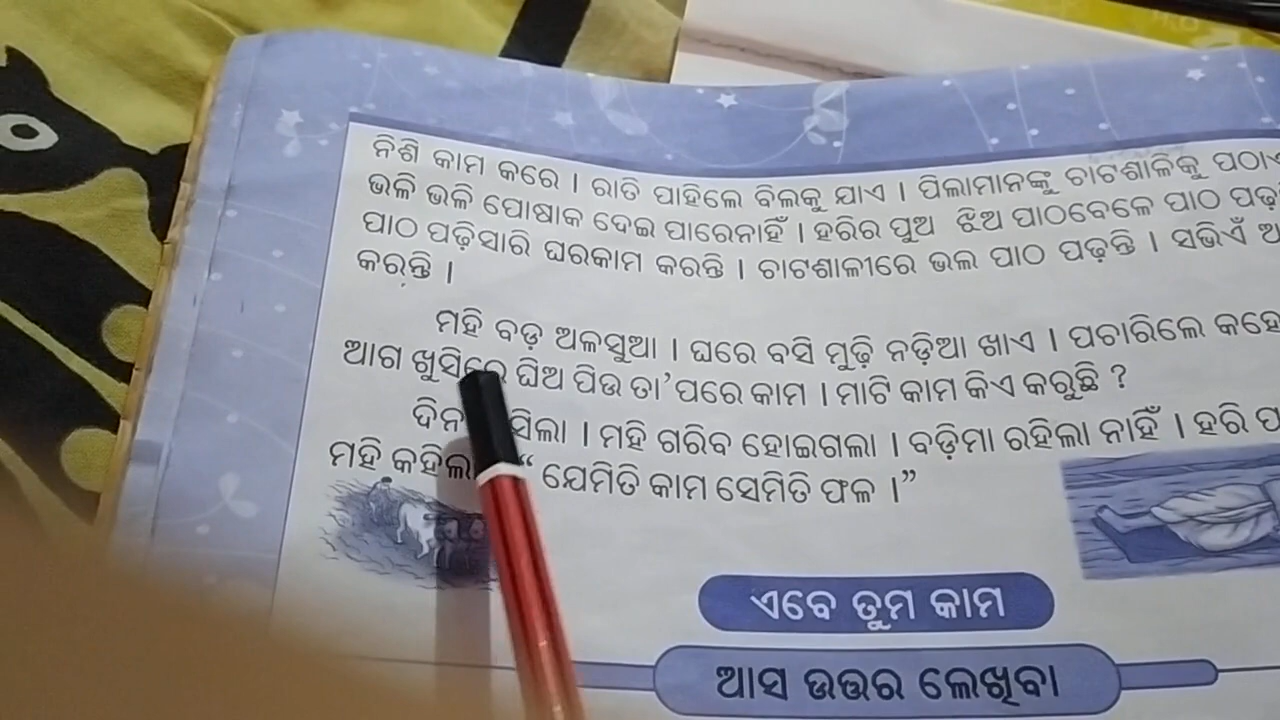 ନିଶି କାମ କରେ । ରାତି ପାହିଲେ ବିଲକୁ ଯାଏ । ପିଲାମାନଙ୍କୁ ଚାଟଶାଳିକୁ
ଭଳି ଭଳି ପୋଷାକ ଦେଇ ପାରେନାହିଁ । ହରିର ପୁଅ ଝିଅ ପାଠବେଳେ ପାଠ
ପାଠ ପଢ଼ିସାରି ଘରକାମ କରନ୍ତି । ଚାଟଶାଳୀରେ ଭଲ ପାଠ ପଢ଼ନ୍ତି । ସଭିଏଁ
କରନ୍ତି ।
ମହି ବଡ଼ ଅଳସୁଆ । ଘରେ ବସି ମୁଢ଼ି ନଡ଼ିଆ ଖାଏ । ପଚାରିଲେ
ଆଗ ଖୁସିରେ ଘିଅ ପିଉ ତା’ପରେ କାମ । ମାଟି କାମ କିଏ କରୁଛି ?
ଦିନ । ମହି ଗରିବ ହୋଇଗଲା । ବଡ଼ିମା ରହିଲା ନାହିଁ । ହରି
ମହି “ ଯେମିତି କାମ ସେମିତି ଫଳ ।”
ଏବେ ତୁମ କାମ
ଆସ ଉତ୍ତର ଲେଖିବା